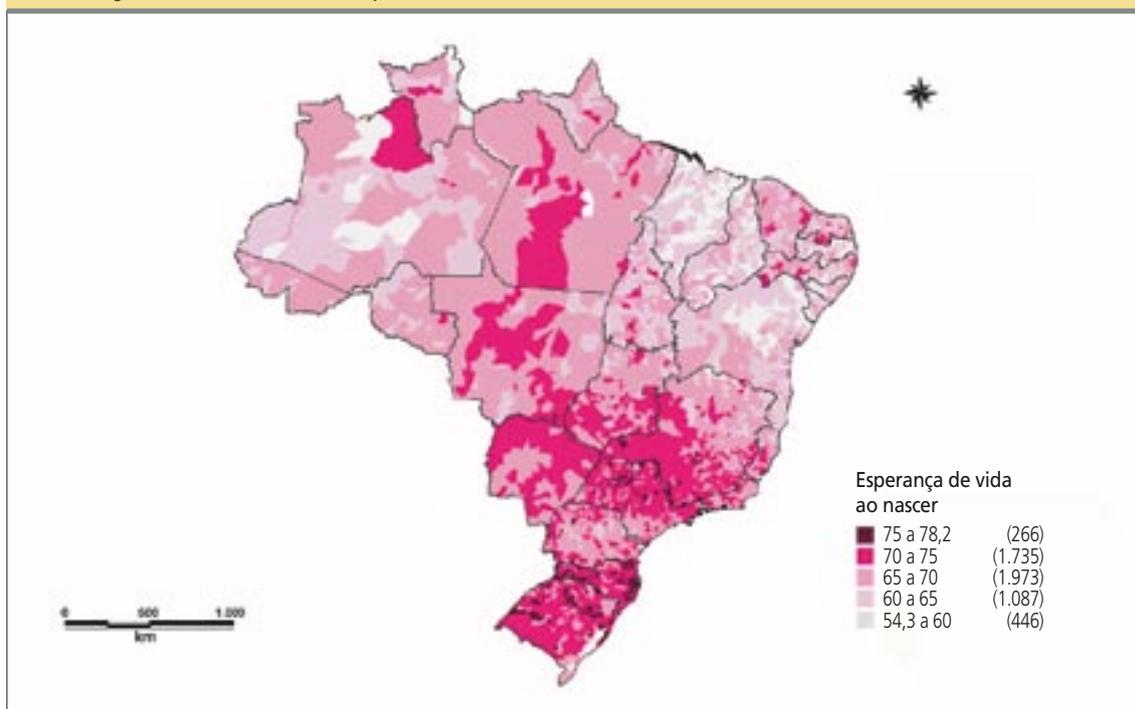 Esperança de vida
ao nascer
75 a 78,2 (266)
70 a 75 (1.735)
65 a 70 (1.973)
60 a 65 (1.087)
54,3 a 60 (446)
0 500 1.000
km